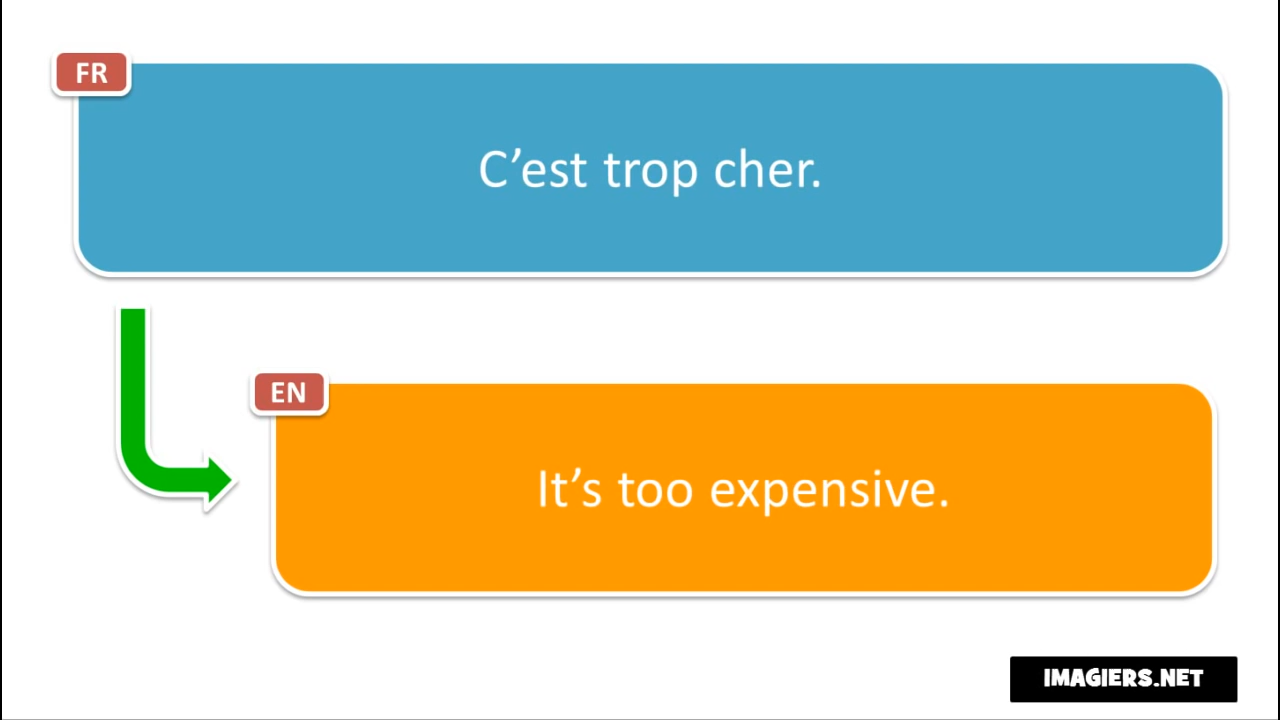 FR
C’est trop cher.
EN
It’s too expensive.
IMAGIERS.NET